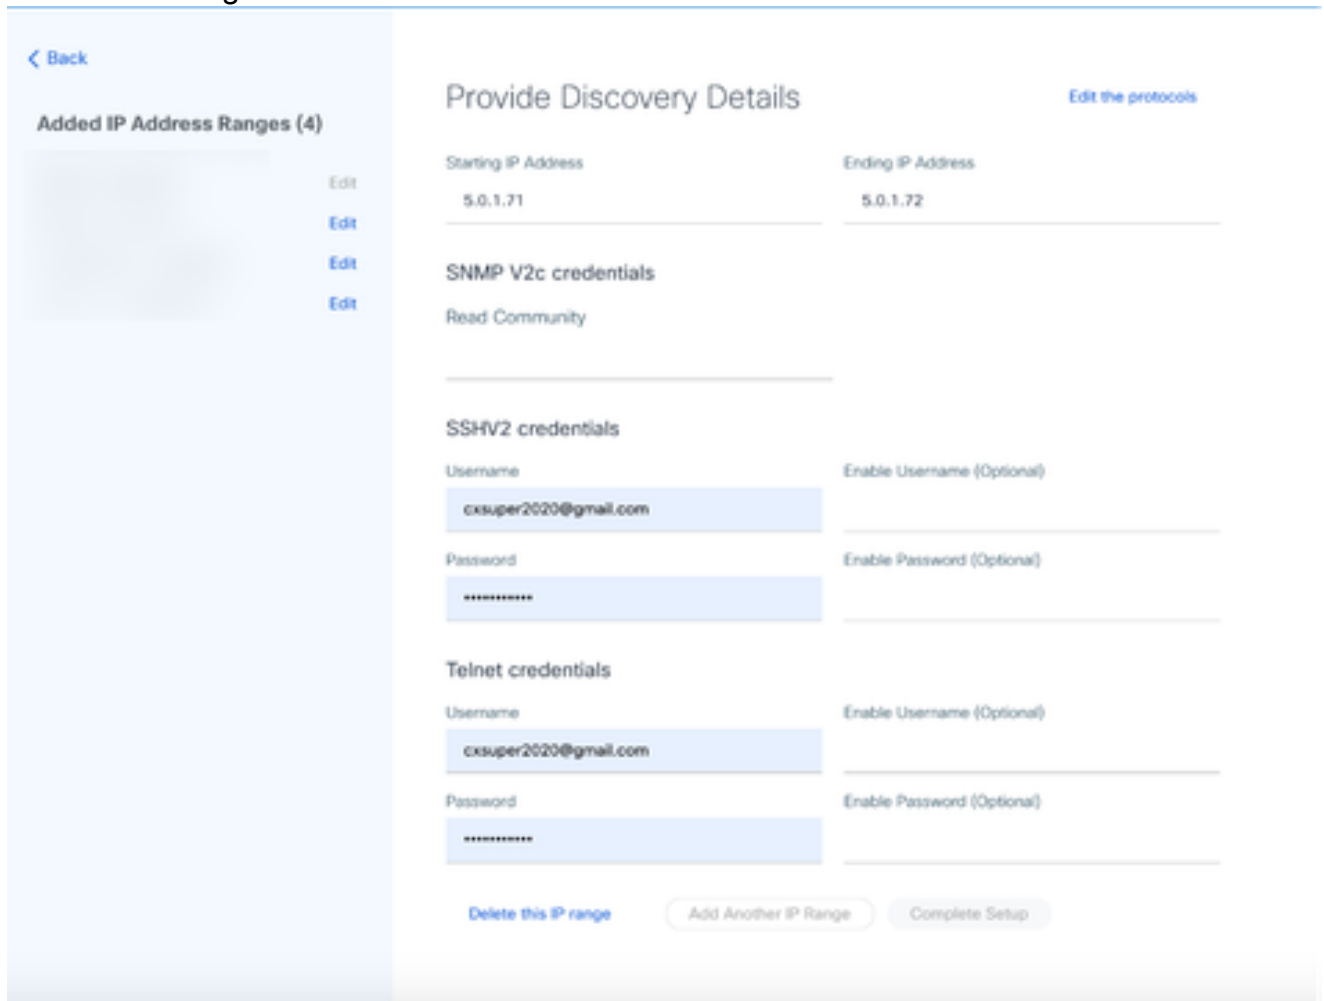 Back
Added IP Address Ranges (4)
Edit
Edit
Edit
Edit
Provide Discovery Details
Edit the protocols
Starting IP Address
Ending IP Address
5.0.1.71
5.0.1.72
SNMP V2c credentials
Read Community
SSHV2 credentials
Username
Enable Username (Optional)
cxsuper2020@gmail.com
Password
Enable Password (Optional)
••••••••••••
Telnet credentials
Username
Enable Username (Optional)
cxsuper2020@gmail.com
Password
Enable Password (Optional)
••••••••••••
Delete this IP range
Add Another IP Range
Complete Setup